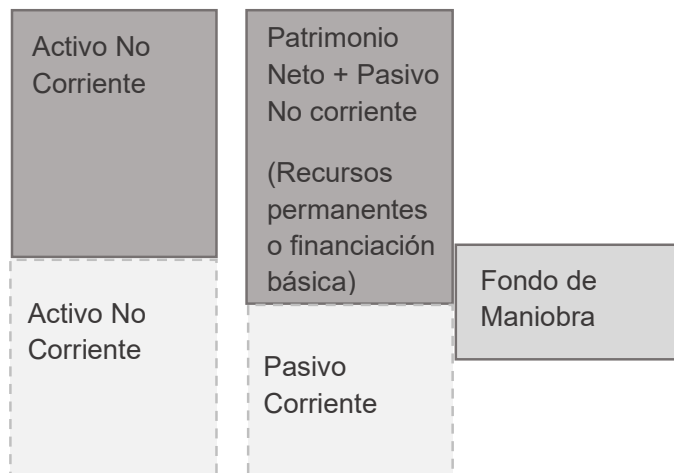 Activo No
Corriente
Patrimonio
Neto + Pasivo
No corriente
(Recursos
permanentes
o financiación
básica)
Fondo de
Maniobra
Activo No
Corriente
Pasivo
Corriente